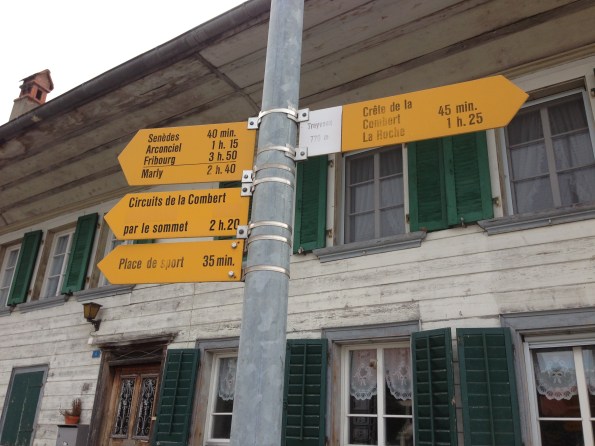 Senèdes 40 min.
Arconciel 1 h. 15
Fribourg 3 h. 50
Marly 2 h. 40
Circuits de la Combert
par le sommet 2 h.20
Place de sport 35 min.
Treyvaux
Crête de la
Combert 45 min.
La Roche 1 h. 25